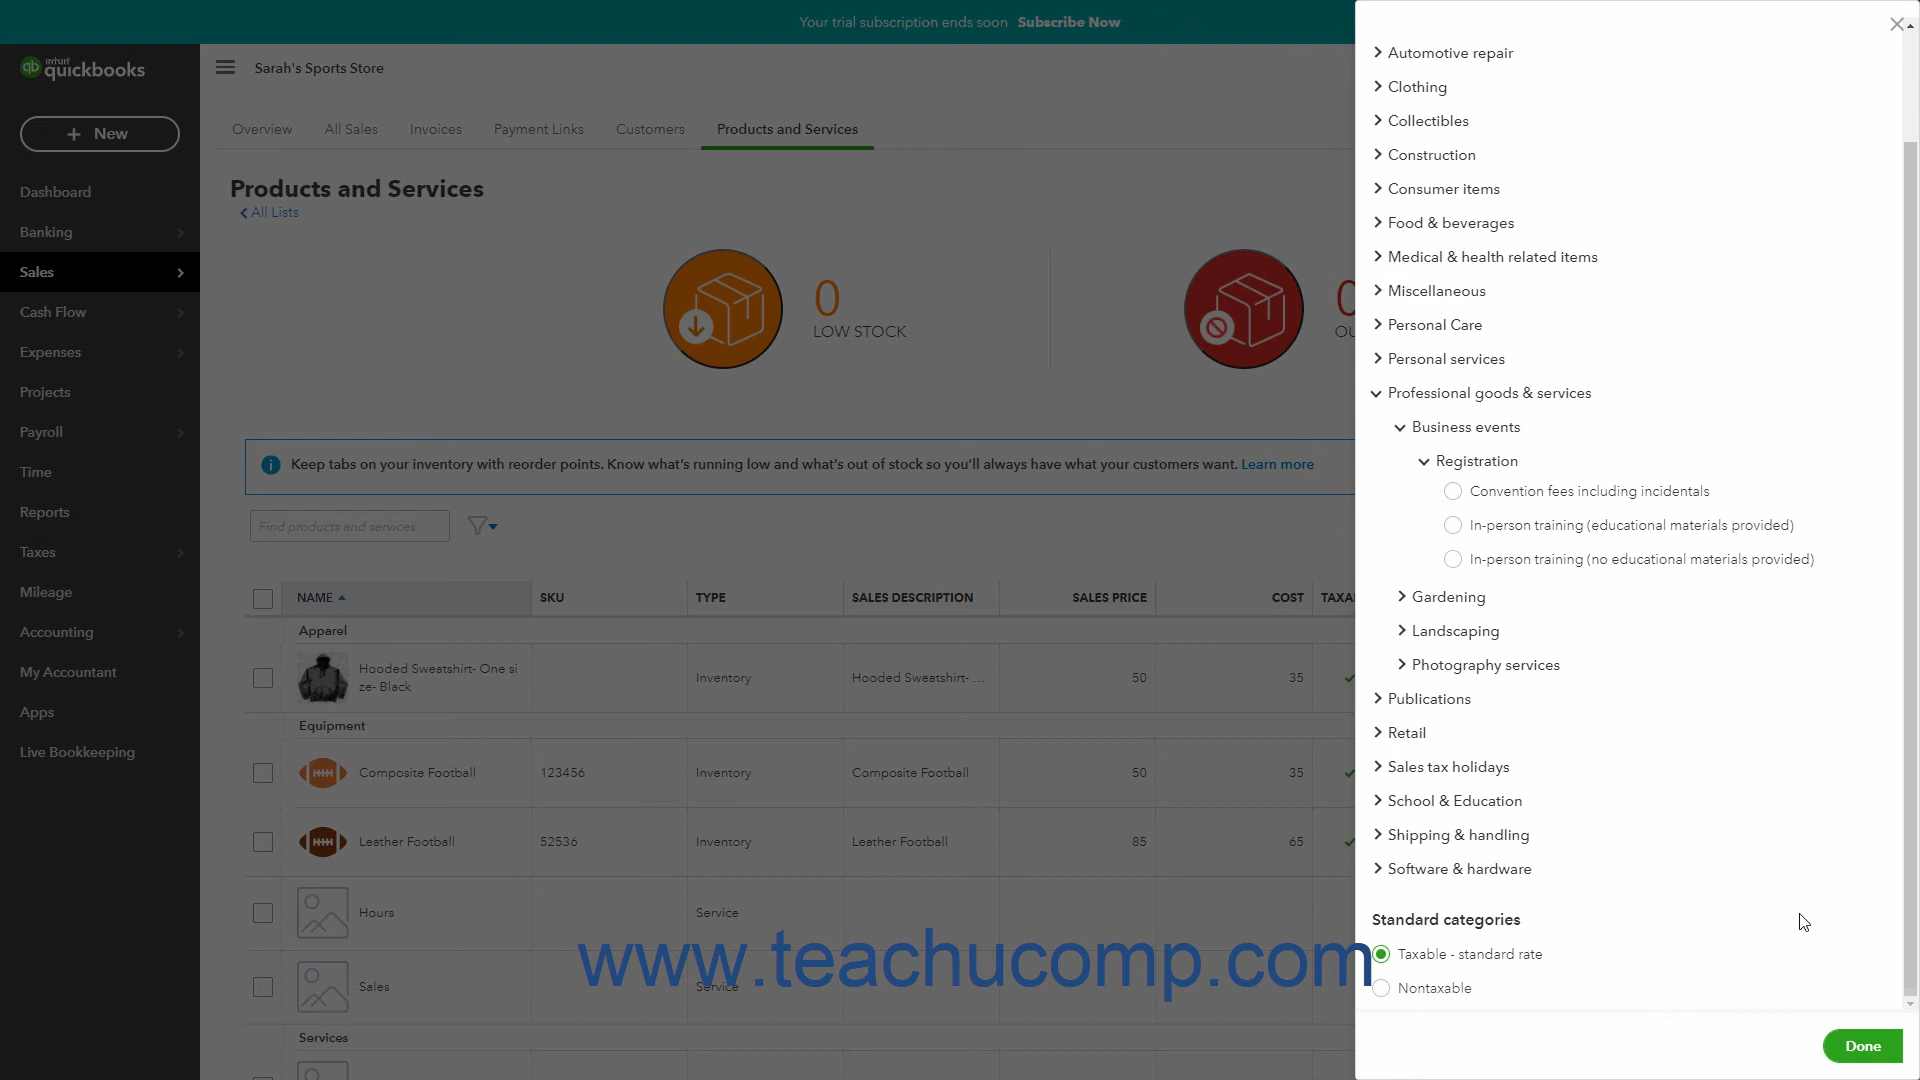 Your trial subscription ends soon Subscribe Now
intuit
quickbooks
Sarah's Sports Store
New
Dashboard
Banking
Sales
Cash Flow
Expenses
Projects
Payroll
Time
Reports
Taxes
Mileage
Accounting
My Accountant
Apps
Live Bookkeeping
Overview All Sales Invoices Payment Links Customers Products and Services
Products and Services
All Lists
0
LOW STOCK
0
Keep tabs on your inventory with reorder points. Know what's running low and what's out of stock so you'll always have what your customers want. Learn more
Find products and services
NAME SKU TYPE SALES DESCRIPTION SALES PRICE COST
Apparel
Hooded Sweatshirt- One si
ze- Black
Inventory Hooded Sweatshirt- ... 50 35
Equipment
Composite Football 123456 Inventory Composite Football 50 35
Leather Football 52536 Inventory Leather Football 85 65
Hours Service
Sales Service
Services
Automotive repair
Clothing
Collectibles
Construction
Consumer items
Food & beverages
Medical & health related items
Miscellaneous
Personal Care
Personal services
Professional goods & services
Business events
Registration
Convention fees including incidentals
In-person training (educational materials provided)
In-person training (no educational materials provided)
Gardening
Landscaping
Photography services
Publications
Retail
Sales tax holidays
School & Education
Shipping & handling
Software & hardware
Standard categories
Taxable - standard rate
Nontaxable
Done
www.teachucomp.com